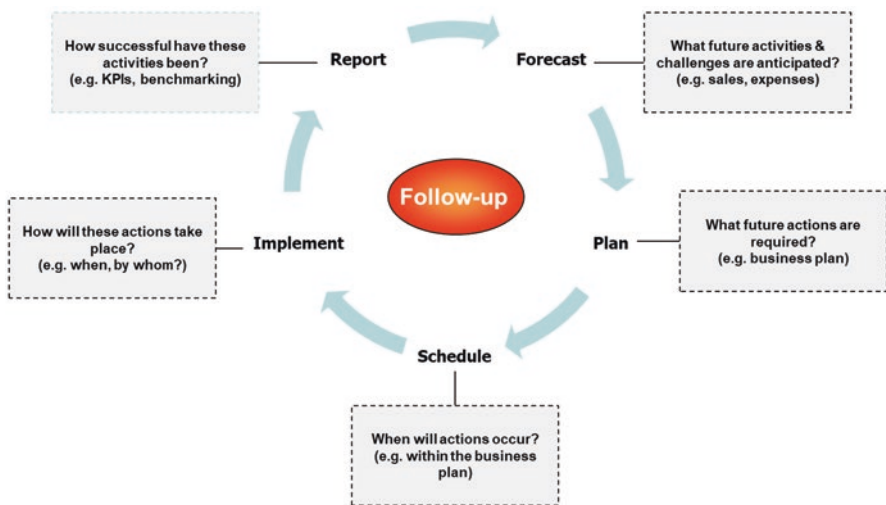 How successful have these
activities been?
(e.g. KPIs, benchmarking)
Report
Forecast
What future activities &
challenges are anticipated?
(e.g. sales, expenses)
Follow-up
How will these actions take
place?
(e.g. when, by whom?)
Implement
Plan
What future actions are
required?
(e.g. business plan)
Schedule
When will actions occur?
(e.g. within the business
plan)